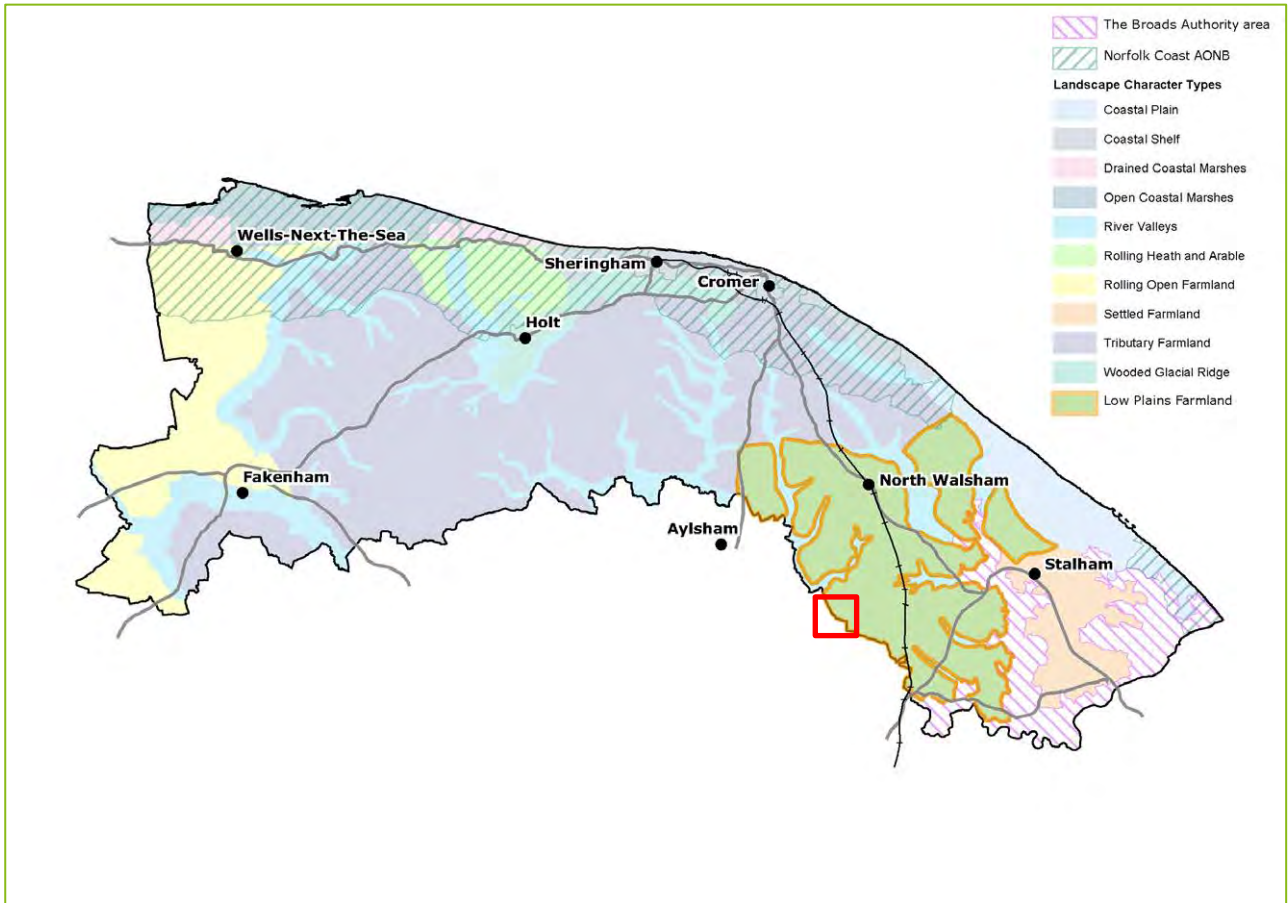 The Broads Authority area
Norfolk Coast AONB
Landscape Character Types
Coastal Plain
Coastal Shelf
Drained Coastal Marshes
Open Coastal Marshes
River Valleys
Rolling Heath and Arable
Rolling Open Farmland
Settled Farmland
Tributary Farmland
Wooded Glacial Ridge
Low Plains Farmland
Wells-Next-The-Sea
Sheringham
Cromer
Holt
Fakenham
North Walsham
Aylsham
Stalham